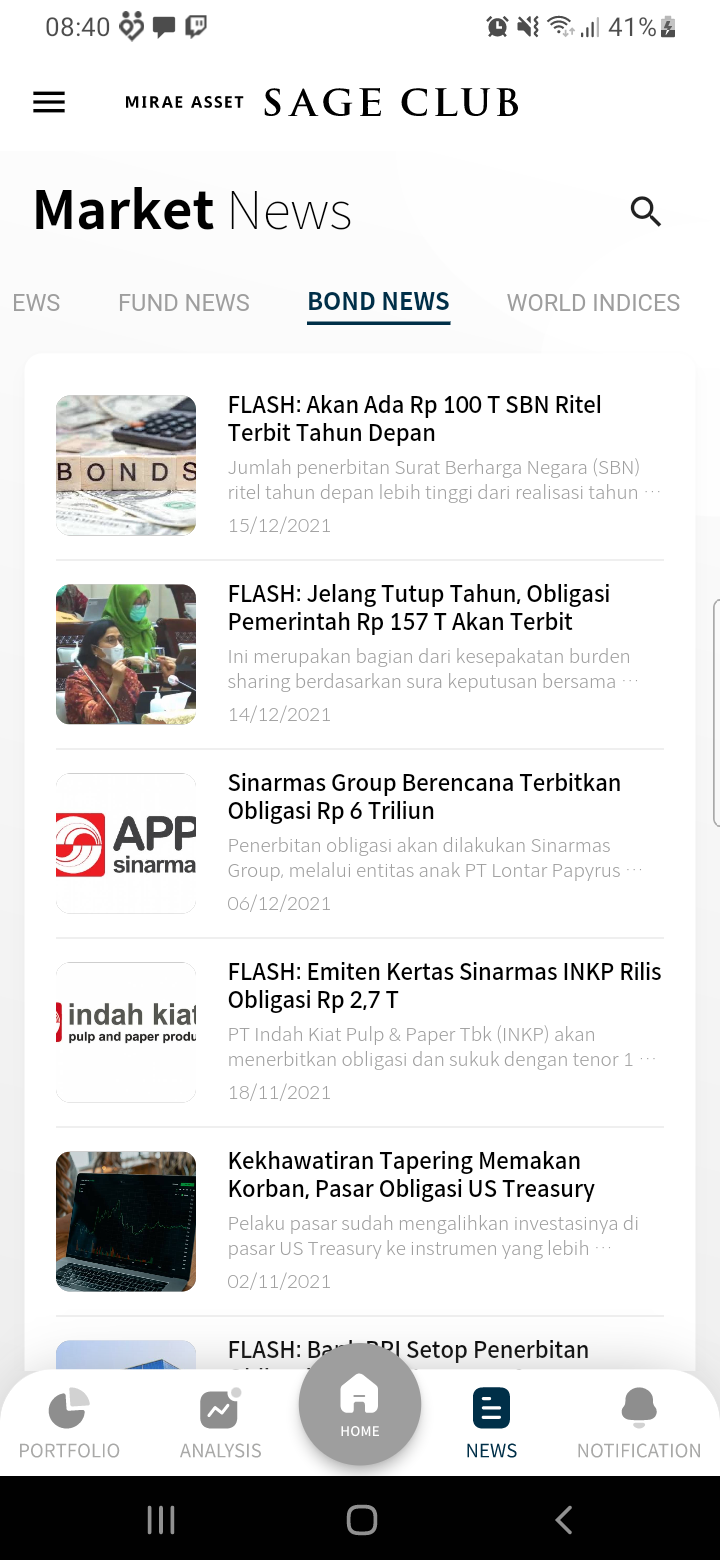 08:40
41%
MIRAE ASSET SAGE CLUB
Market News
EWS FUND NEWS BOND NEWS WORLD INDICES
BONDS
FLASH: Akan Ada Rp 100 T SBN Ritel
Terbit Tahun Depan
Jumlah penerbitan Surat Berharga Negara (SBN)
ritel tahun depan lebih tinggi dari realisasi tahun ...
15/12/2021
FLASH: Jelang Tutup Tahun, Obligasi
Pemerintah Rp 157 T Akan Terbit
Ini merupakan bagian dari kesepakatan burden
sharing berdasarkan sura keputusan bersama ...
14/12/2021
APP
sinarma
Sinarmas Group Berencana Terbitkan
Obligasi Rp 6 Triliun
Penerbitan obligasi akan dilakukan Sinarmas
Group, melalui entitas anak PT Lontar Papyrus ...
06/12/2021
indah kiat
pulp and paper produ
FLASH: Emiten Kertas Sinarmas INKP Rilis
Obligasi Rp 2,7 T
PT Indah Kiat Pulp & Paper Tbk (INKP) akan
menerbitkan obligasi dan sukuk dengan tenor 1 ...
18/11/2021
Kekhawatiran Tapering Memakan
Korban, Pasar Obligasi US Treasury
Pelaku pasar sudah mengalihkan investasinya di
pasar US Treasury ke instrumen yang lebih ...
02/11/2021
FLASH: Setop Penerbitan
PORTFOLIO ANALYSIS HOME NEWS NOTIFICATION